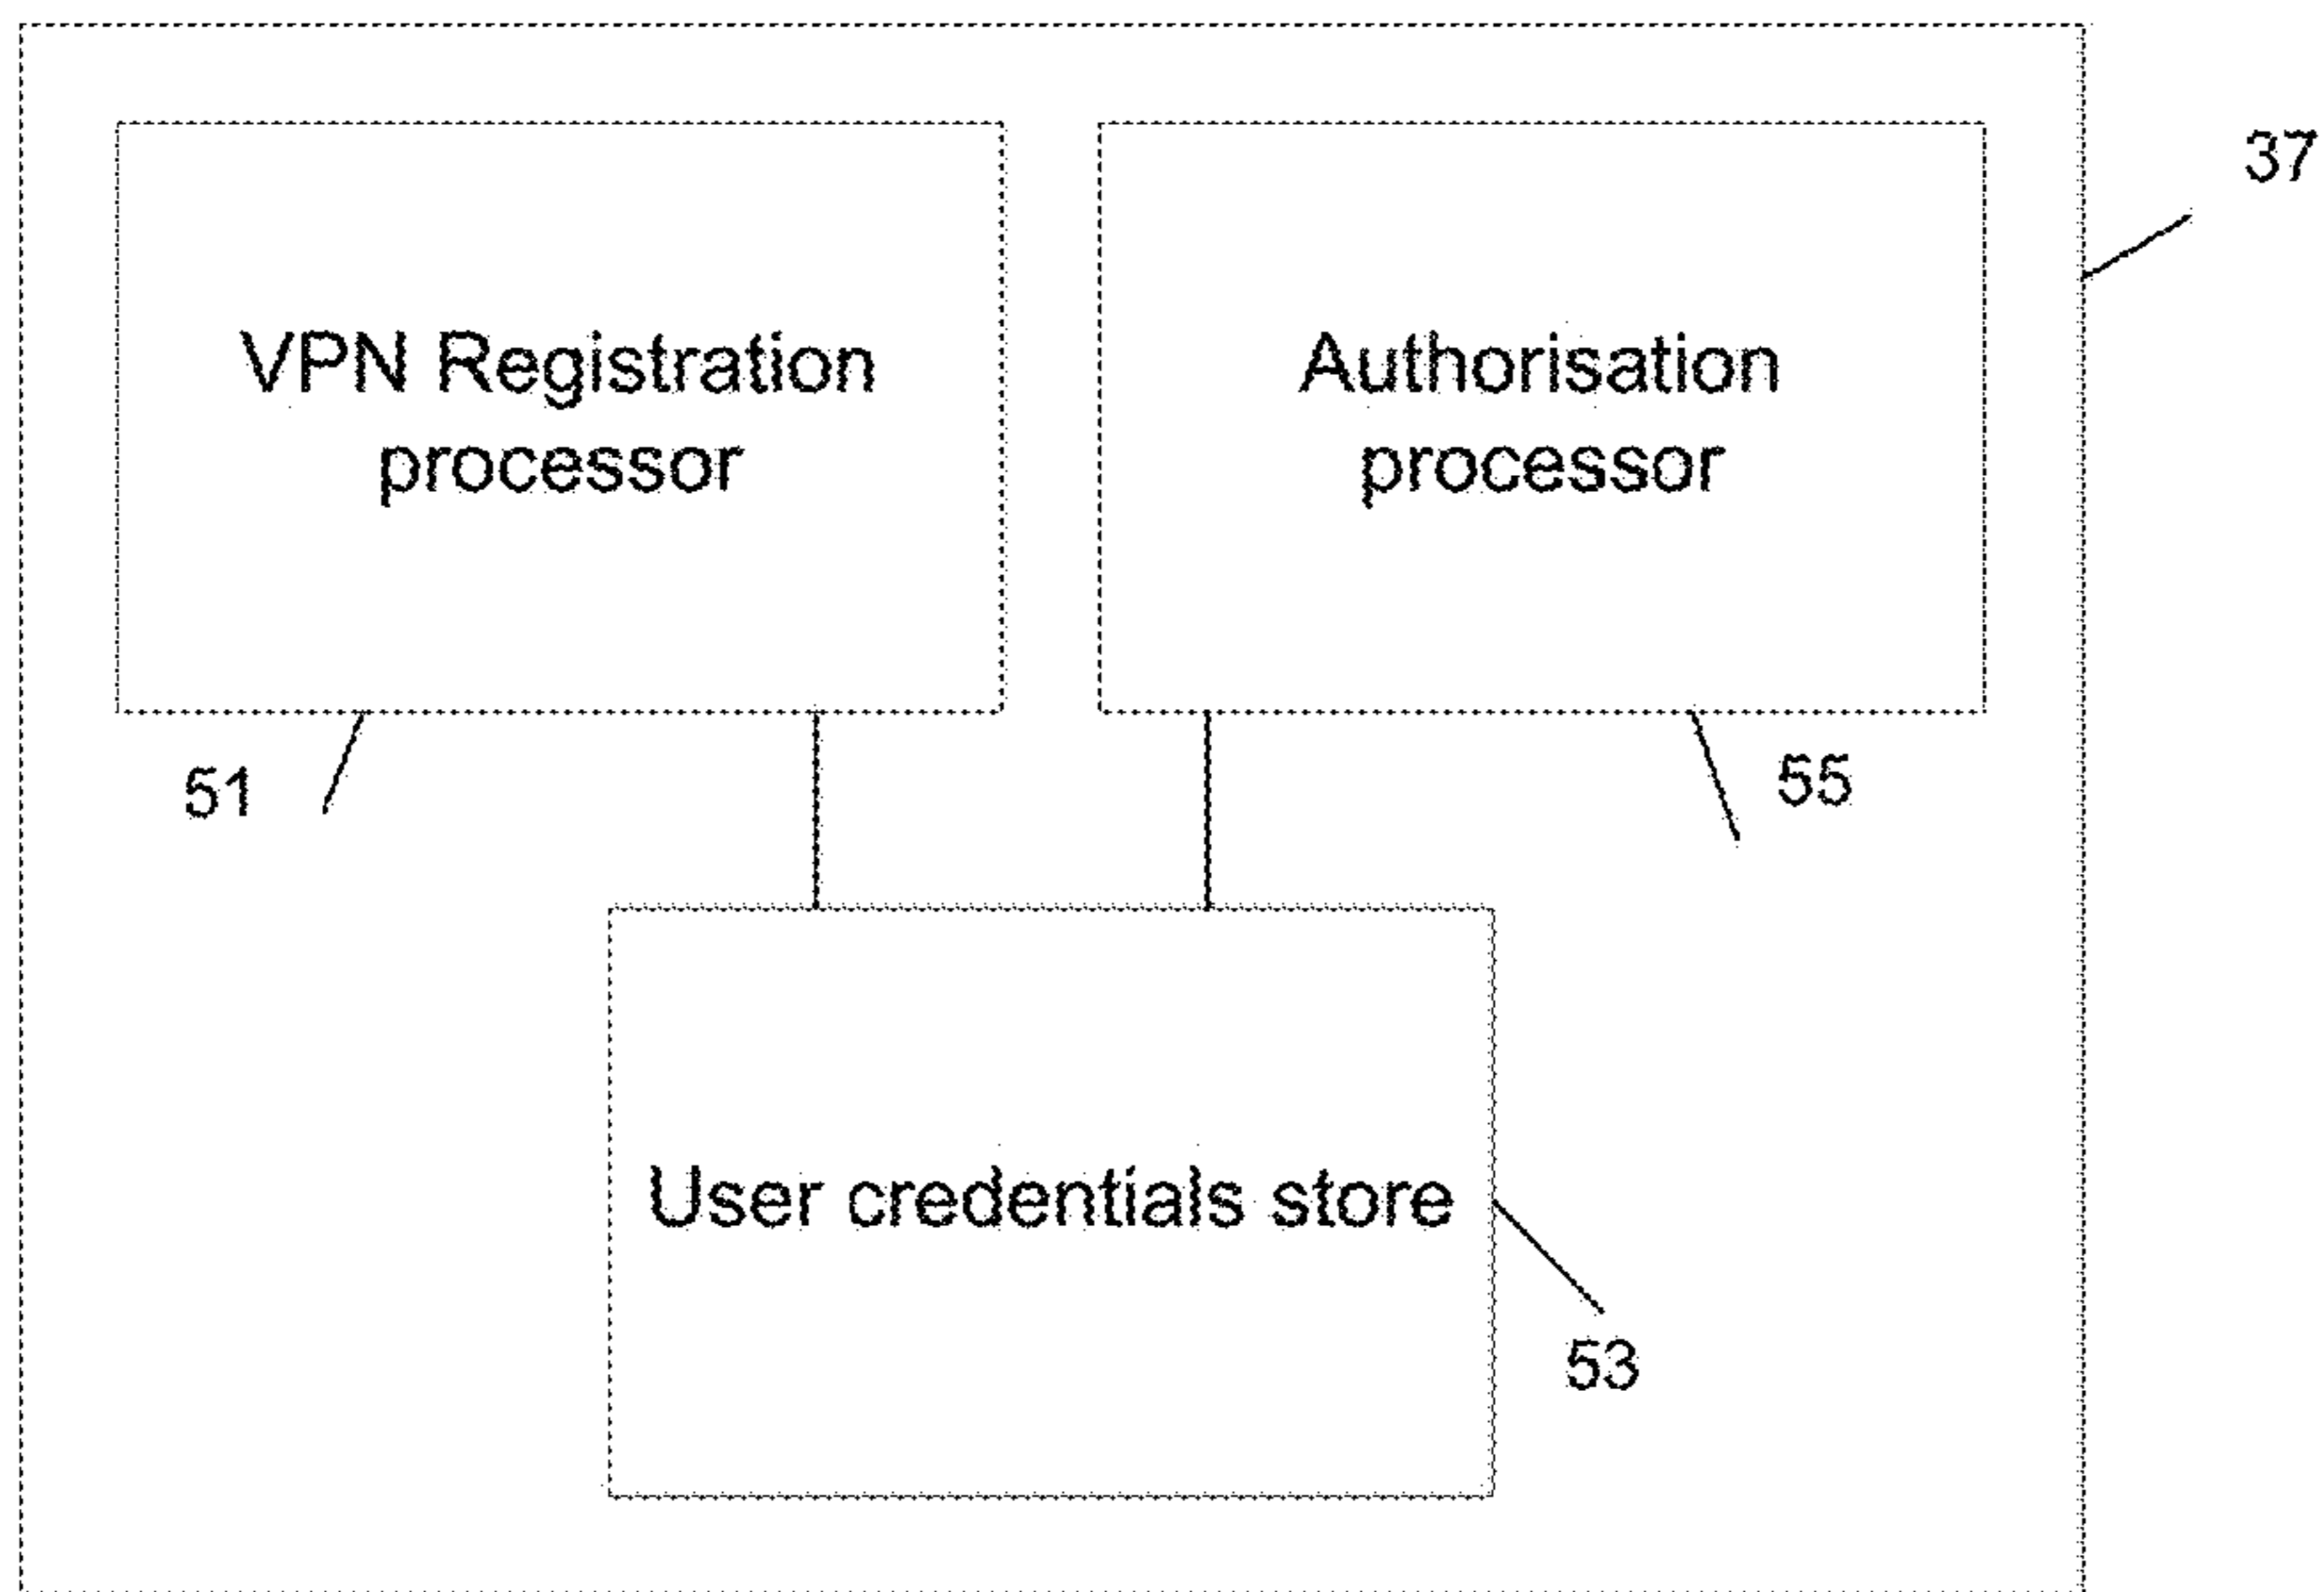 37
VPN Registration
processor
Authorisation
processor
51
55
User credentials store
53